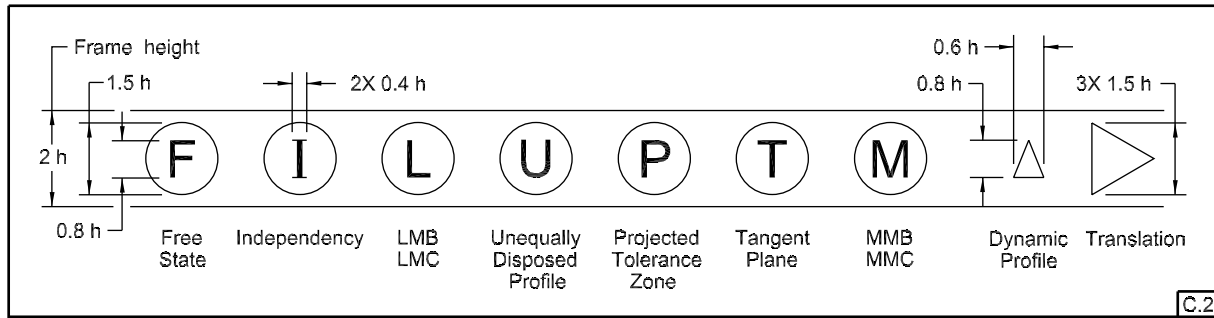 Frame height
1.5 h
2X 0.4 h
0.6 h
0.8 h
3X 1.5 h
2 h
0.8 h
F
I
L
U
P
T
M
Free
State
Independency
LMB
LMC
Unequally
Disposed
Profile
Projected
Tolerance
Zone
Tangent
Plane
MMB
MMC
Dynamic
Profile
Translation
C.2